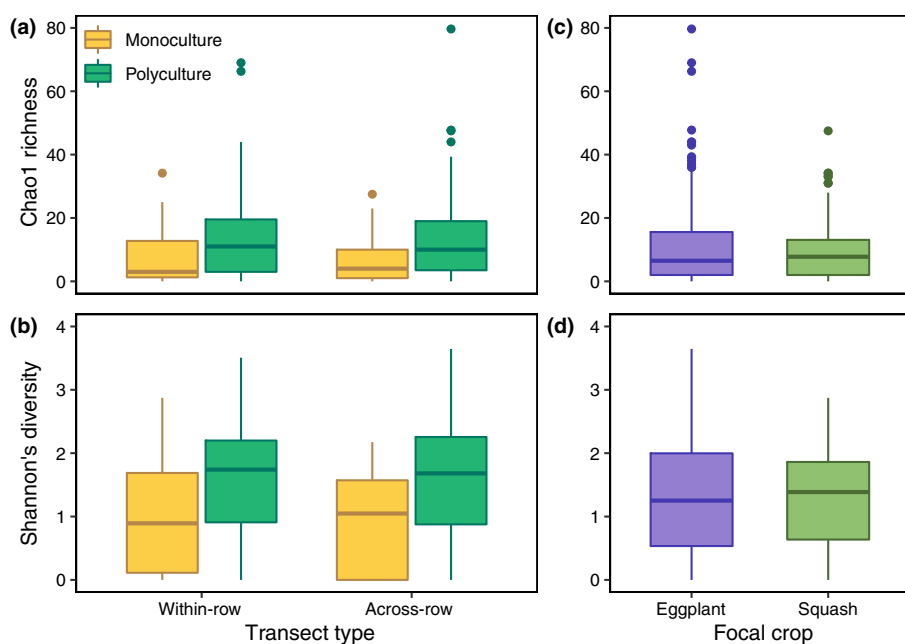 (a)
Chao1 richness
80
60
40
20
0
Monoculture
Polyculture
(c)
80
60
40
20
0
(b)
Shannon's diversity
4
3
2
1
0
Within-row Across-row
Transect type
(d)
4
3
2
1
0
Eggplant Squash
Focal crop